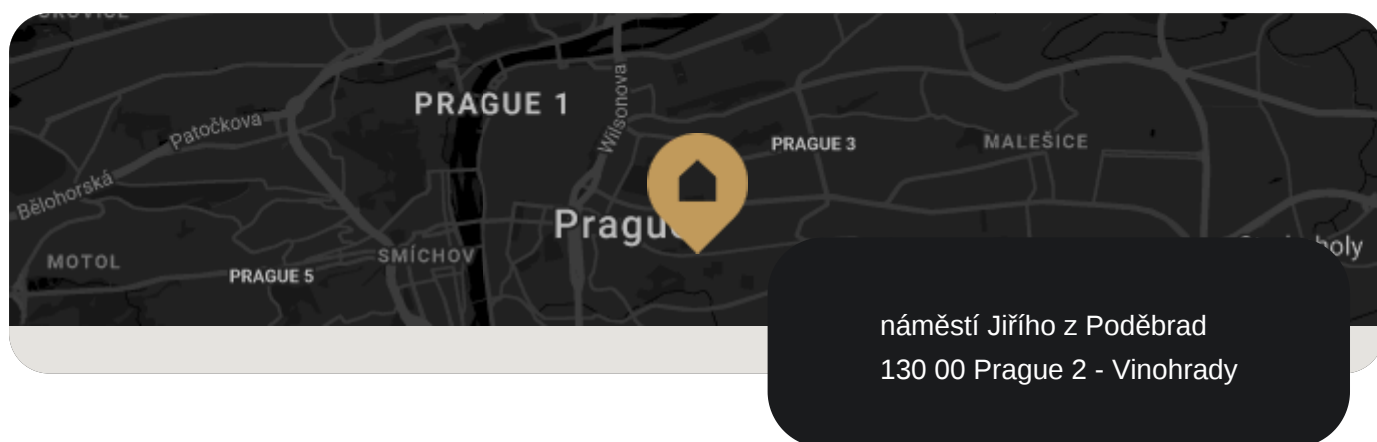 PRAGUE 1
Wilsonova
Patočkova
PRAGUE 3
MALEŠICE
Bělohorská
MOTOL
SMÍCHOV
PRAGUE 5
náměstí Jiřího z Poděbrad
130 00 Prague 2 - Vinohrady